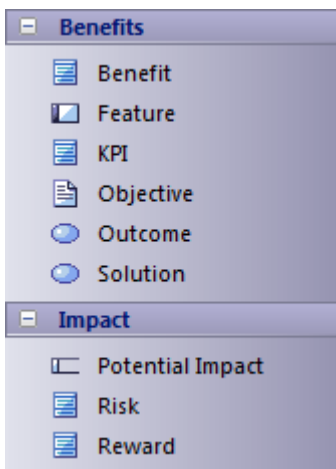 Benefits
Benefit
Feature
KPI
Objective
Outcome
Solution
Impact
Potential Impact
Risk
Reward